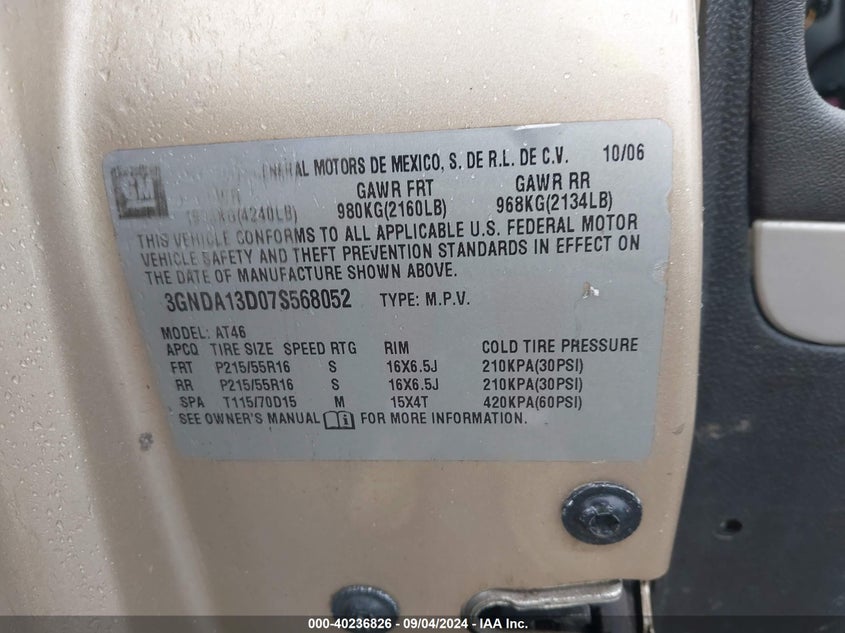 GM
MOTORS DE MEXICO, S. DE R.L. DE C.V. 10/06
GAWR FRT GAWR RR
(4240LB) 980KG(2160LB) 968KG(2134LB)
THIS VEHICLE CONFORMS TO ALL APPLICABLE U.S. FEDERAL MOTOR
VEHICLE SAFETY AND THEFT PREVENTION STANDARDS IN EFFECT ON
THE DATE OF MANUFACTURE SHOWN ABOVE.
3GNDA13D07S568052 TYPE: M.P.V.
MODEL: AT46
APCQ TIRE SIZE SPEED RTG RIM COLD TIRE PRESSURE
FRT P215/55R16 S 16X6.5J 210KPA(30PSI)
RR P215/55R16 S 16X6.5J 210KPA(30PSI)
SPA T115/70D15 M 15X4T 420KPA(60PSI)
SEE OWNER'S MANUAL FOR MORE INFORMATION.
000-40236826 - 09/04/2024 - IAA Inc.